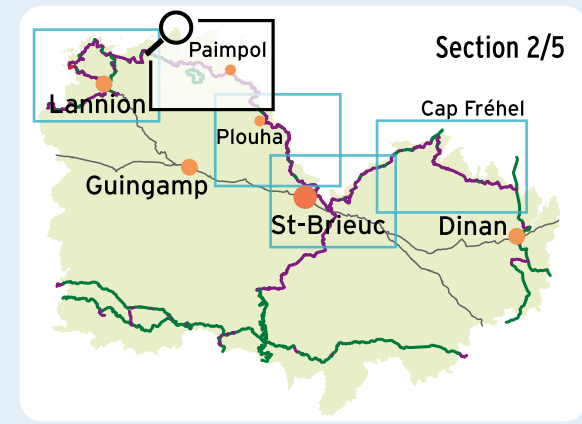 Section 2/5
Paimpol
Lannion
Cap Fréhel
Plouha
Guingamp
St-Brieuc
Dinan